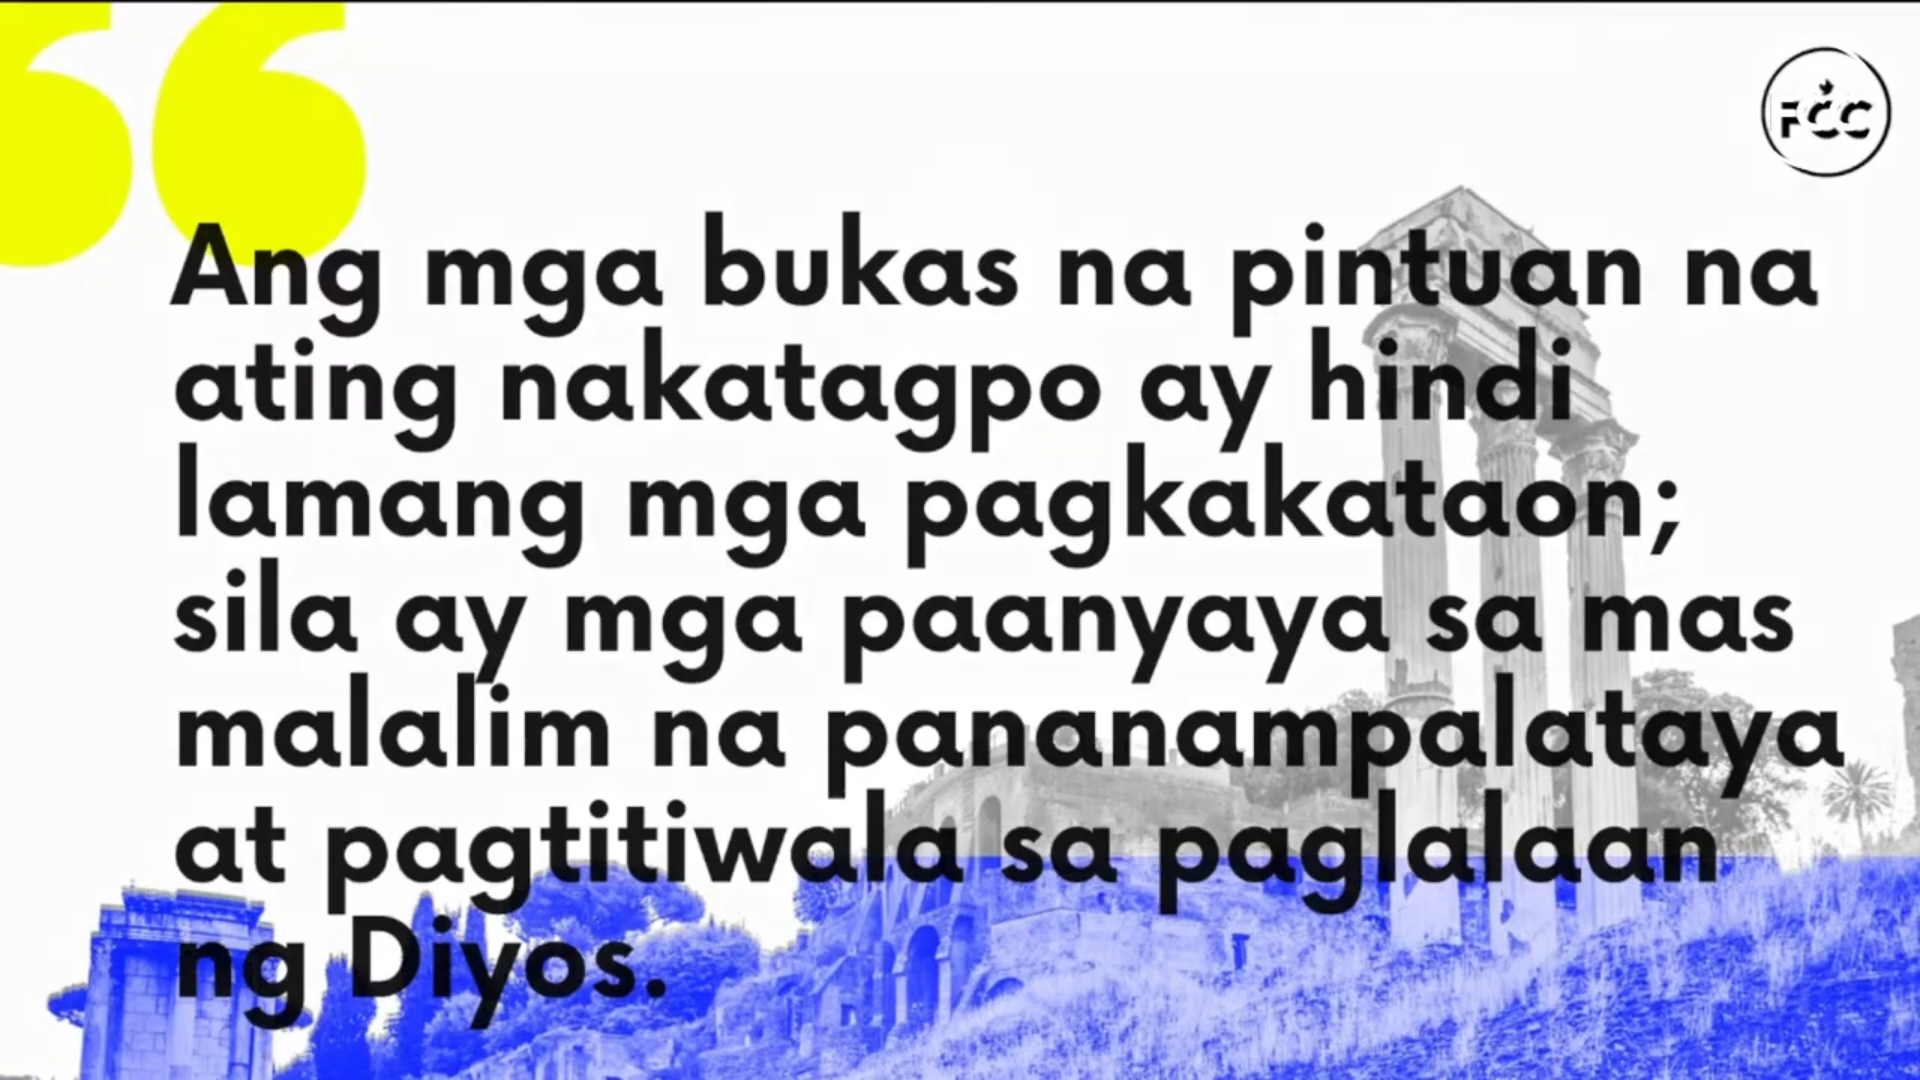 FCC
Ang mga bukas na pintuan na
ating nakatagpo ay hindi
lamang mga pagkakataon;
sila ay mga paanyaya sa mas
malalim na pananampalataya
at pagtitiwala sa paglalaan
ng Diyos.